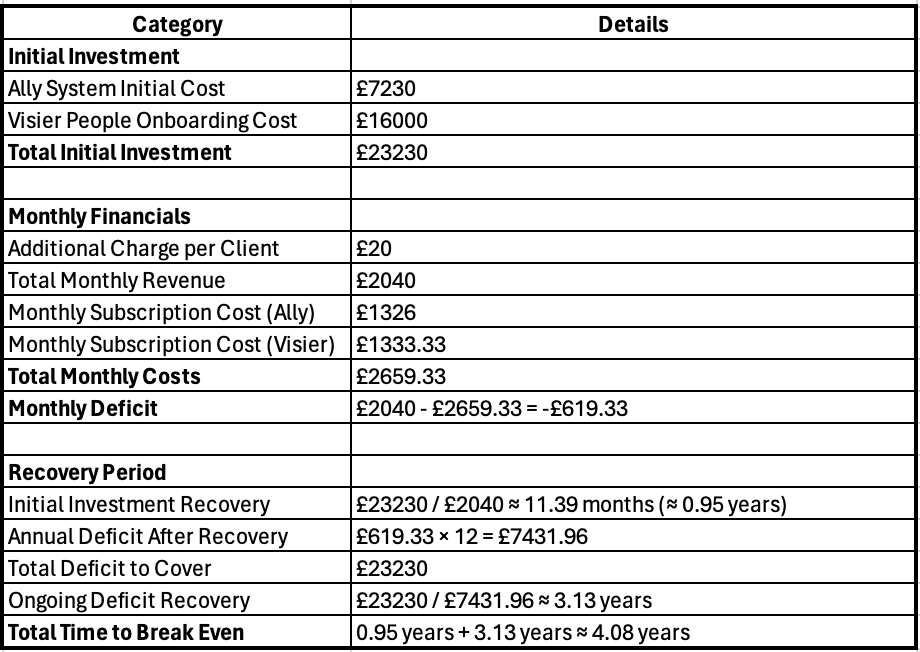 Category Details
Initial Investment
Ally System Initial Cost £7230
Visier People Onboarding Cost £16000
Total Initial Investment £23230
Monthly Financials
Additional Charge per Client £20
Total Monthly Revenue £2040
Monthly Subscription Cost (Ally) £1326
Monthly Subscription Cost (Visier) £1333.33
Total Monthly Costs £2659.33
Monthly Deficit £2040 - £2659.33 = -£619.33
Recovery Period
Initial Investment Recovery £23230 / £2040 ≈ 11.39 months (≈ 0.95 years)
Annual Deficit After Recovery £619.33 × 12 = £7431.96
Total Deficit to Cover £23230
Ongoing Deficit Recovery £23230 / £7431.96 ≈ 3.13 years
Total Time to Break Even 0.95 years + 3.13 years ≈ 4.08 years